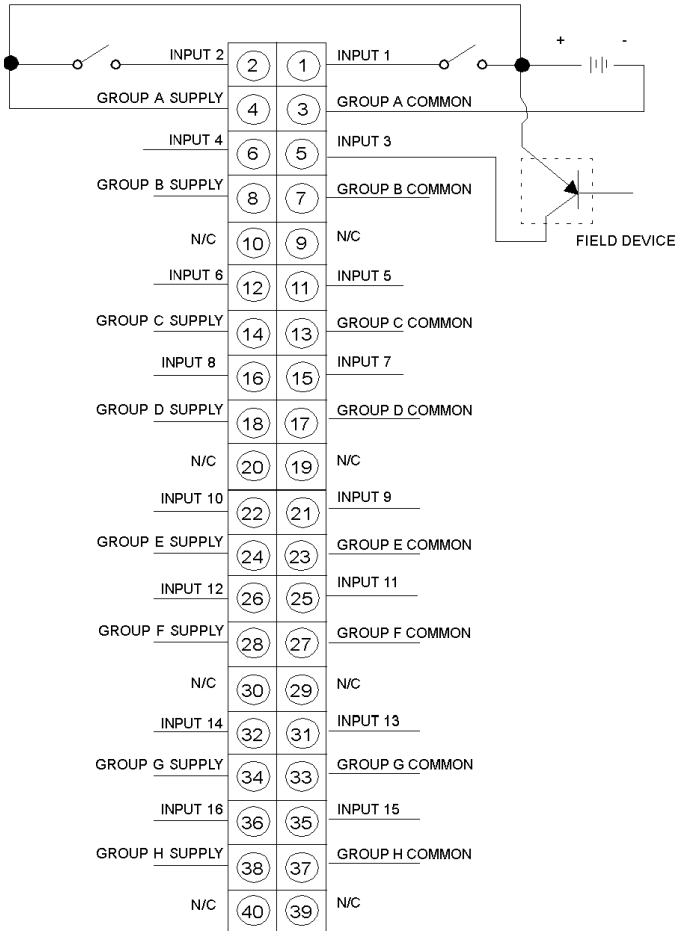 + -
INPUT 2 2 1 INPUT 1
GROUP A SUPPLY 4 3 GROUP A COMMON
INPUT 4 6 5 INPUT 3
GROUP B SUPPLY 8 7 GROUP B COMMON
N/C 10 9 N/C
FIELD DEVICE
INPUT 6 12 11 INPUT 5
GROUP C SUPPLY 14 13 GROUP C COMMON
INPUT 8 16 15 INPUT 7
GROUP D SUPPLY 18 17 GROUP D COMMON
N/C 20 19 N/C
INPUT 10 22 21 INPUT 9
GROUP E SUPPLY 24 23 GROUP E COMMON
INPUT 12 26 25 INPUT 11
GROUP F SUPPLY 28 27 GROUP F COMMON
N/C 30 29 N/C
INPUT 14 32 31 INPUT 13
GROUP G SUPPLY 34 33 GROUP G COMMON
INPUT 16 36 35 INPUT 15
GROUP H SUPPLY 38 37 GROUP H COMMON
N/C 40 39 N/C